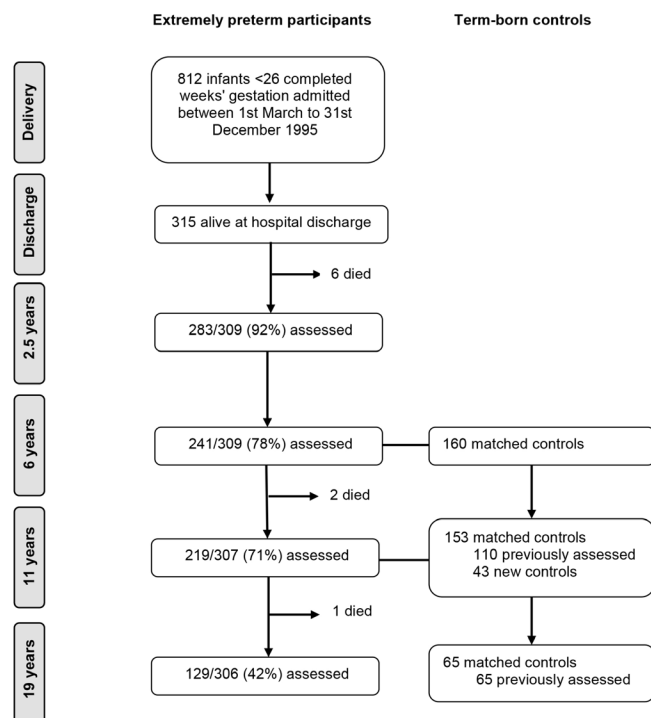 Extremely preterm participants
Term-born controls
Delivery
812 infants <26 completed
weeks' gestation admitted
between 1st March to 31st
December 1995
Discharge
315 alive at hospital discharge
6 died
2.5 years
283/309 (92%) assessed
6 years
241/309 (78%) assessed
160 matched controls
2 died
11 years
219/307 (71%) assessed
153 matched controls
110 previously assessed
43 new controls
1 died
19 years
129/306 (42%) assessed
65 matched controls
65 previously assessed